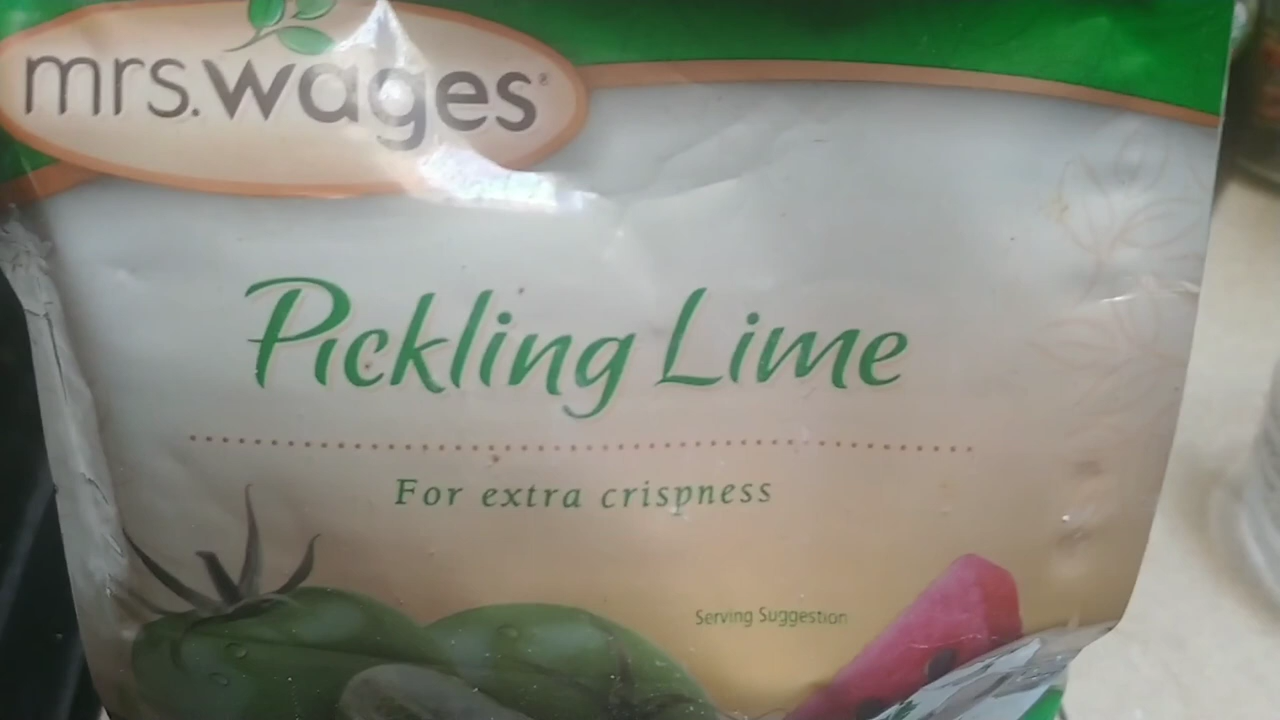 mrs.wages
Pickling Lime
For extra crispness
Serving Suggestion